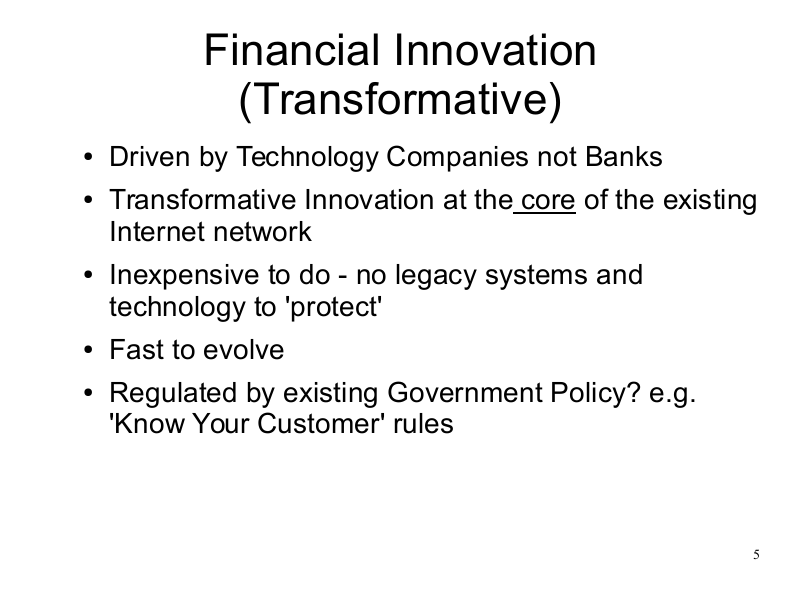 Financial Innovation
(Transformative)
• Driven by Technology Companies not Banks
• Transformative Innovation at the core of the existing
Internet network
• Inexpensive to do - no legacy systems and
technology to 'protect'
• Fast to evolve
• Regulated by existing Government Policy? e.g.
'Know Your Customer' rules
5